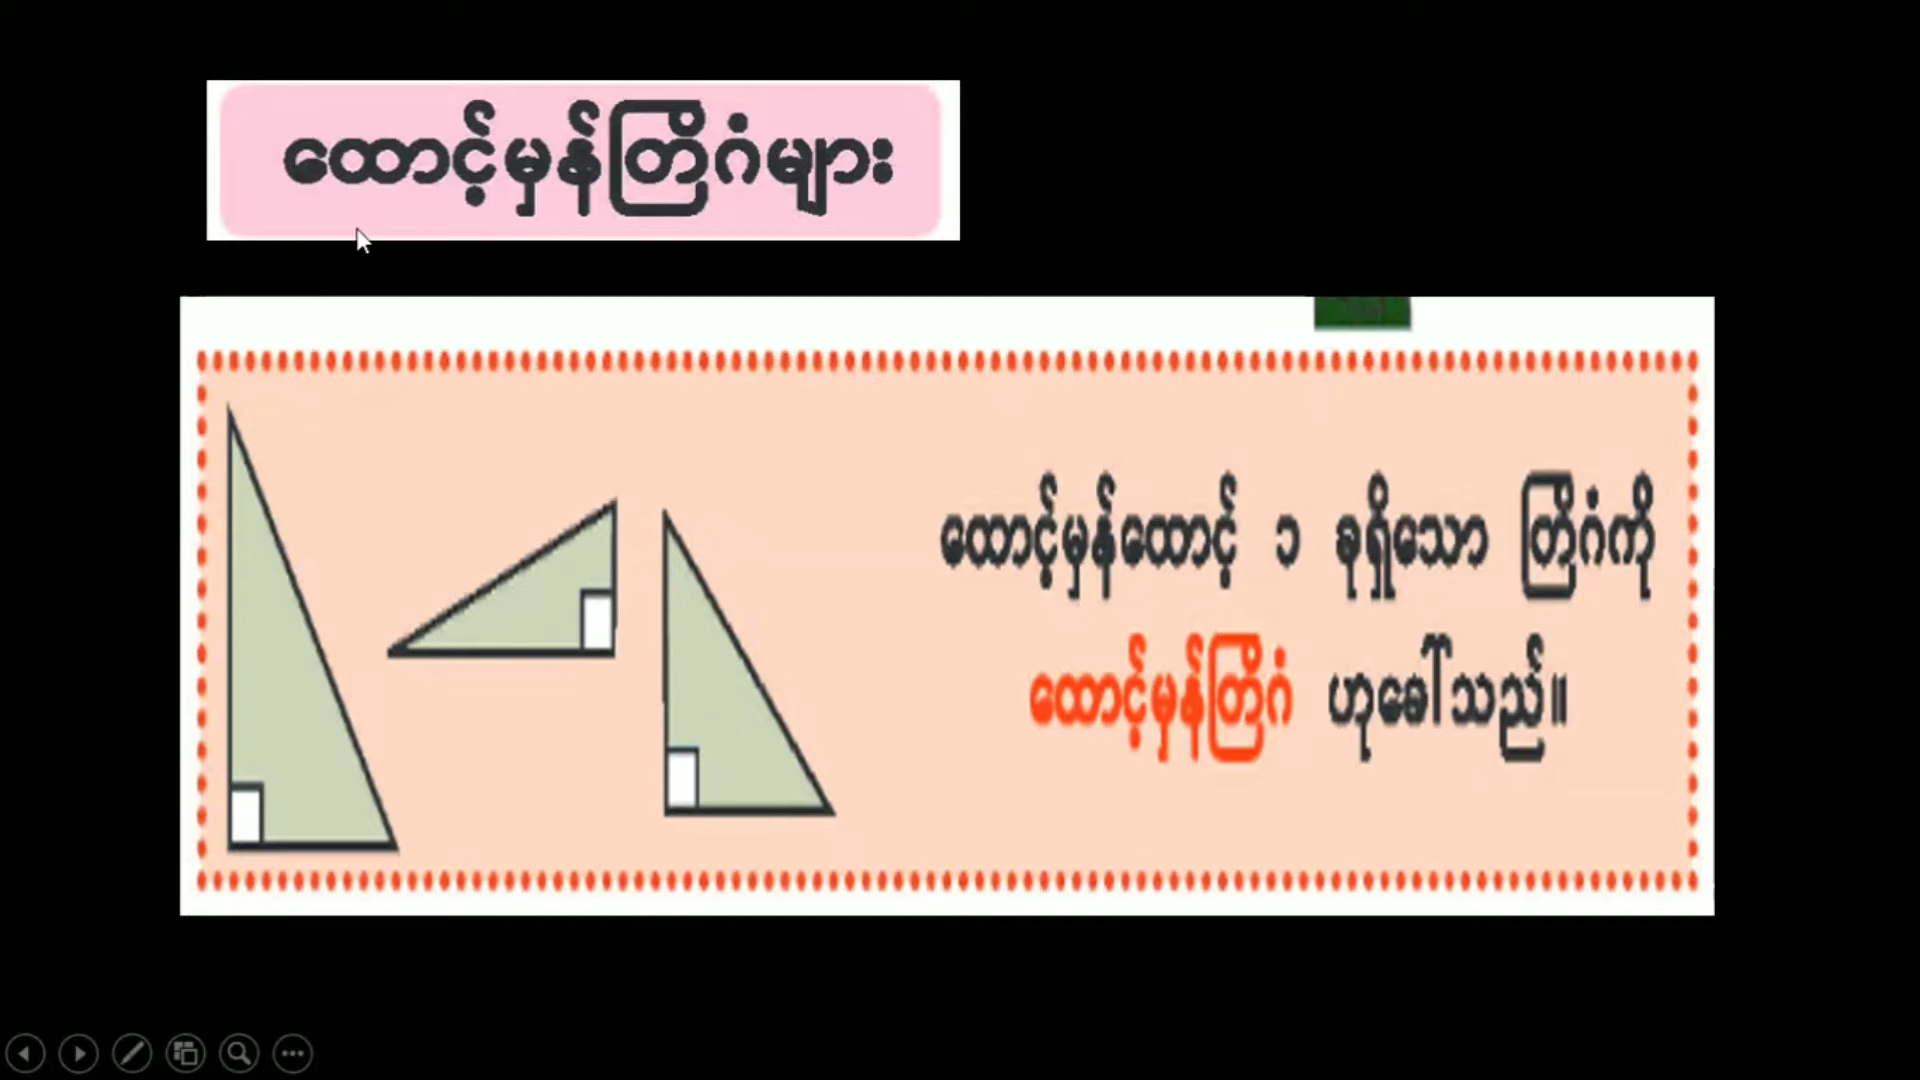 ထောင့်မှန်တြိဂံများ
ထောင့်မှန်ထောင့် ၁ ခုရှိသော တြိဂံကို
ထောင့်မှန်တြိဂံ ဟုခေါ်သည်။